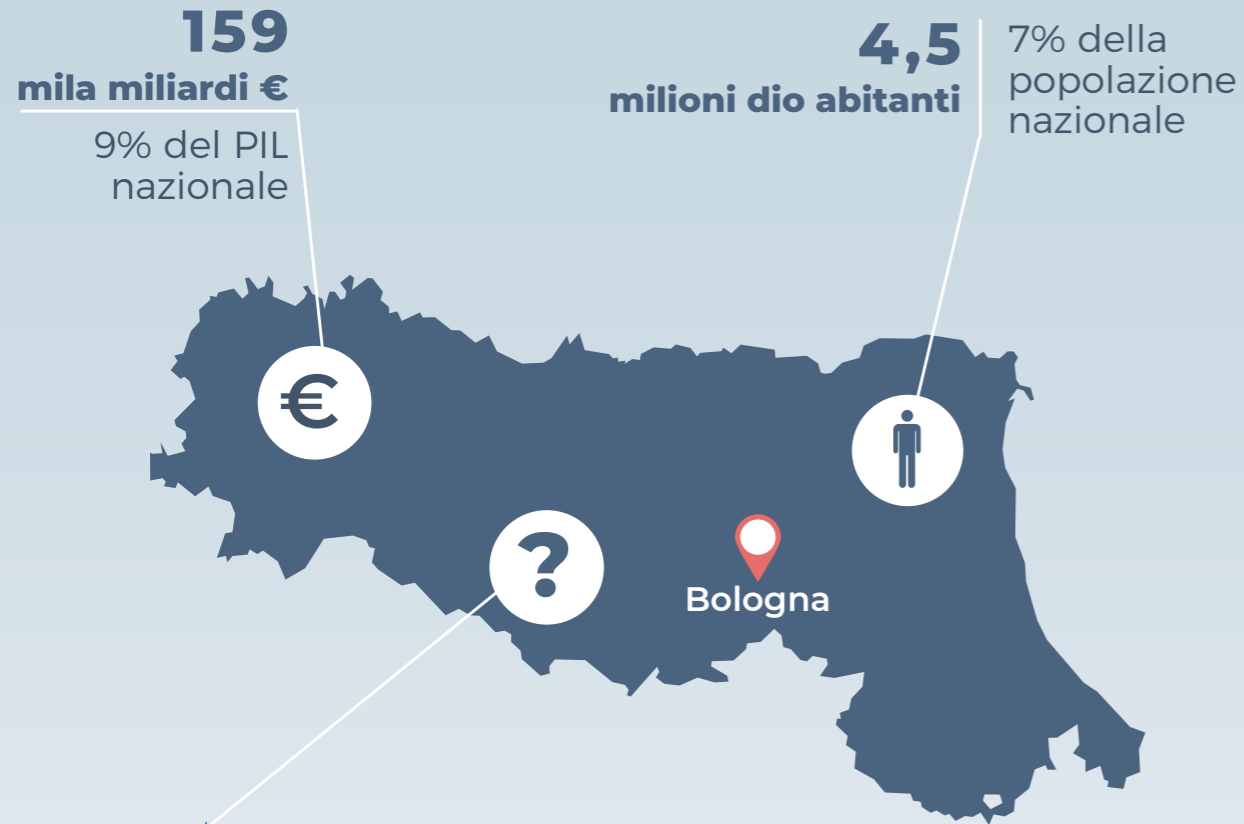 159
mila miliardi €
9% del PIL
nazionale
4,5
milioni dio abitanti
7% della
popolazione
nazionale
€
?
Bologna